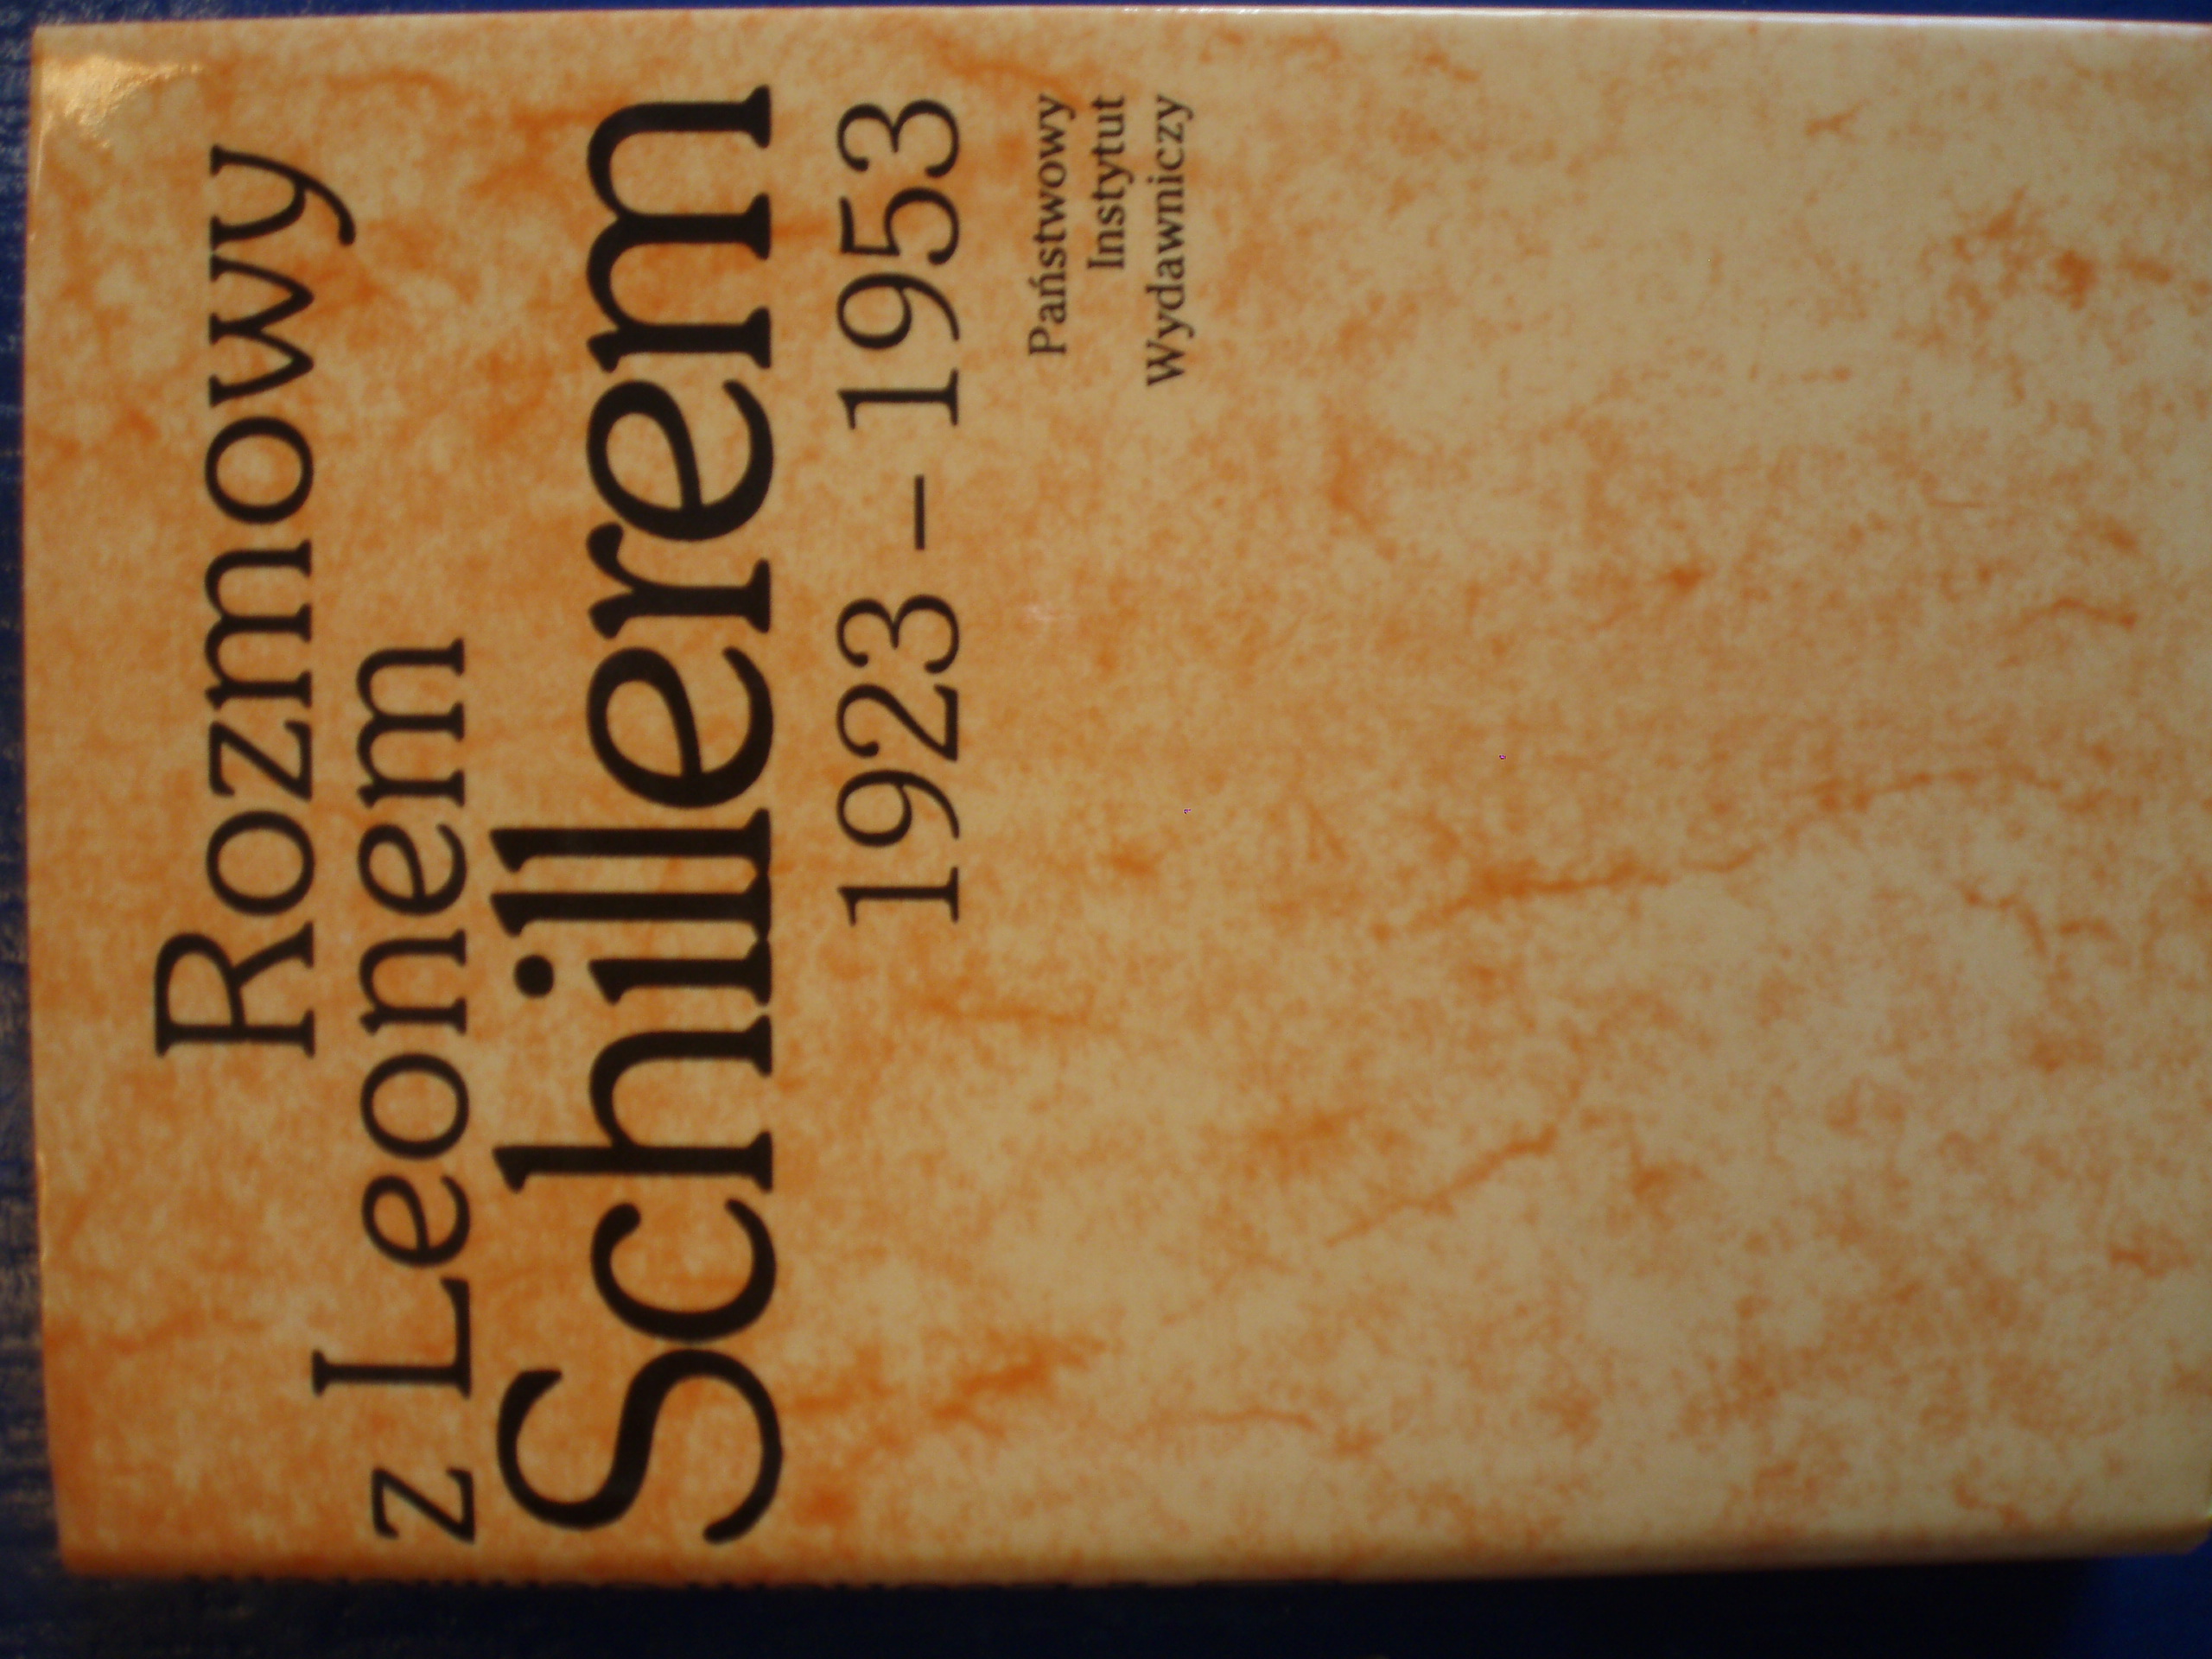 Rozmowy
z Leonem
Schillerem
1923 – 1953
Państwowy
Instytut
Wydawniczy